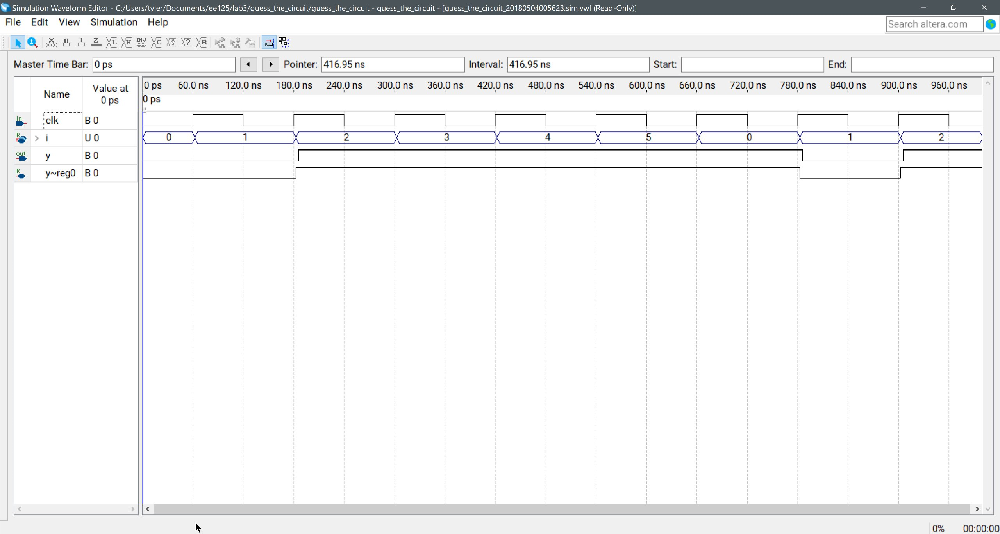 Simulation Waveform Editor - C:/Users/tyler/Documents/ee125/lab3/guess_the_circuit/guess_the_circuit - guess_the_circuit - [guess_the_circuit_20180504005623.sim.vwf (Read-Only)]
File Edit View Simulation Help
Search altera.com
Master Time Bar: 0 ps Pointer: 416.95 ns Interval: 416.95 ns Start: End:
Name Value at 0 ps
0 ps 60.0 ns 120.0 ns 180.0 ns 240.0 ns 300.0 ns 360.0 ns 420.0 ns 480.0 ns 540.0 ns 600.0 ns 660.0 ns 720.0 ns 780.0 ns 840.0 ns 900.0 ns 960.0 ns
0 ps
in clk B 0
R i U 0 0 1 2 3 4 5 0 1 2
out y B 0
R y~reg0 B 0
0% 00:00:00